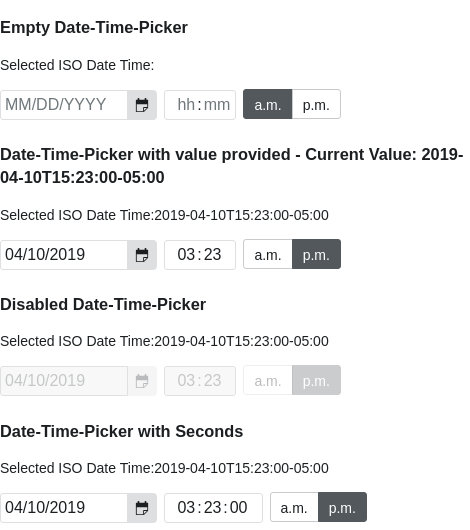 Empty Date-Time-Picker
Selected ISO Date Time:
MM/DD/YYYY hh:mm a.m. p.m.
Date-Time-Picker with value provided - Current Value: 2019-
04-10T15:23:00-05:00
Selected ISO Date Time:2019-04-10T15:23:00-05:00
04/10/2019 03:23 a.m. p.m.
Disabled Date-Time-Picker
Selected ISO Date Time:2019-04-10T15:23:00-05:00
04/10/2019 03:23 a.m. p.m.
Date-Time-Picker with Seconds
Selected ISO Date Time:2019-04-10T15:23:00-05:00
04/10/2019 03:23:00 a.m. p.m.